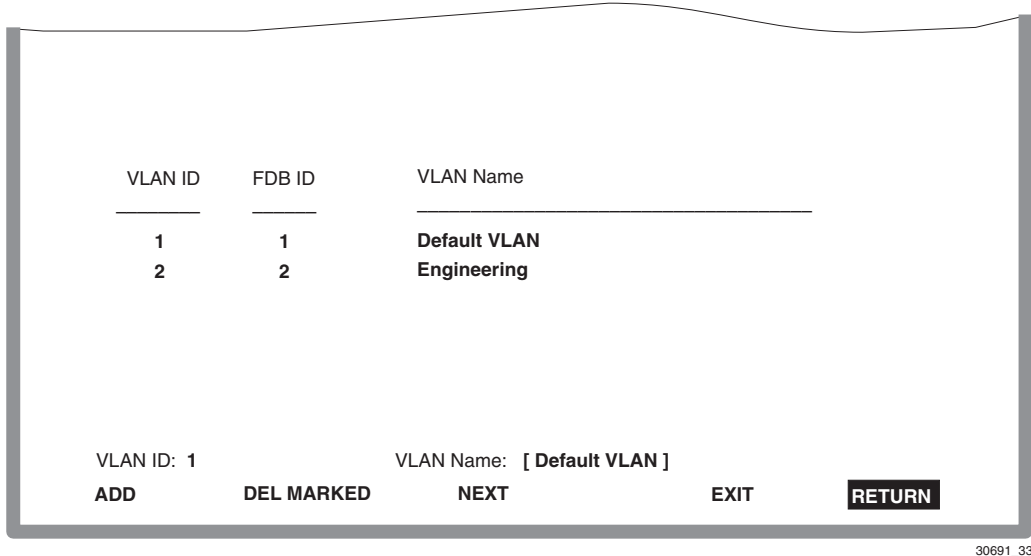 VLAN ID FDB ID VLAN Name
1 1 Default VLAN
2 2 Engineering
VLAN ID: 1 VLAN Name: [ Default VLAN ]
ADD DEL MARKED NEXT EXIT RETURN
30691_33